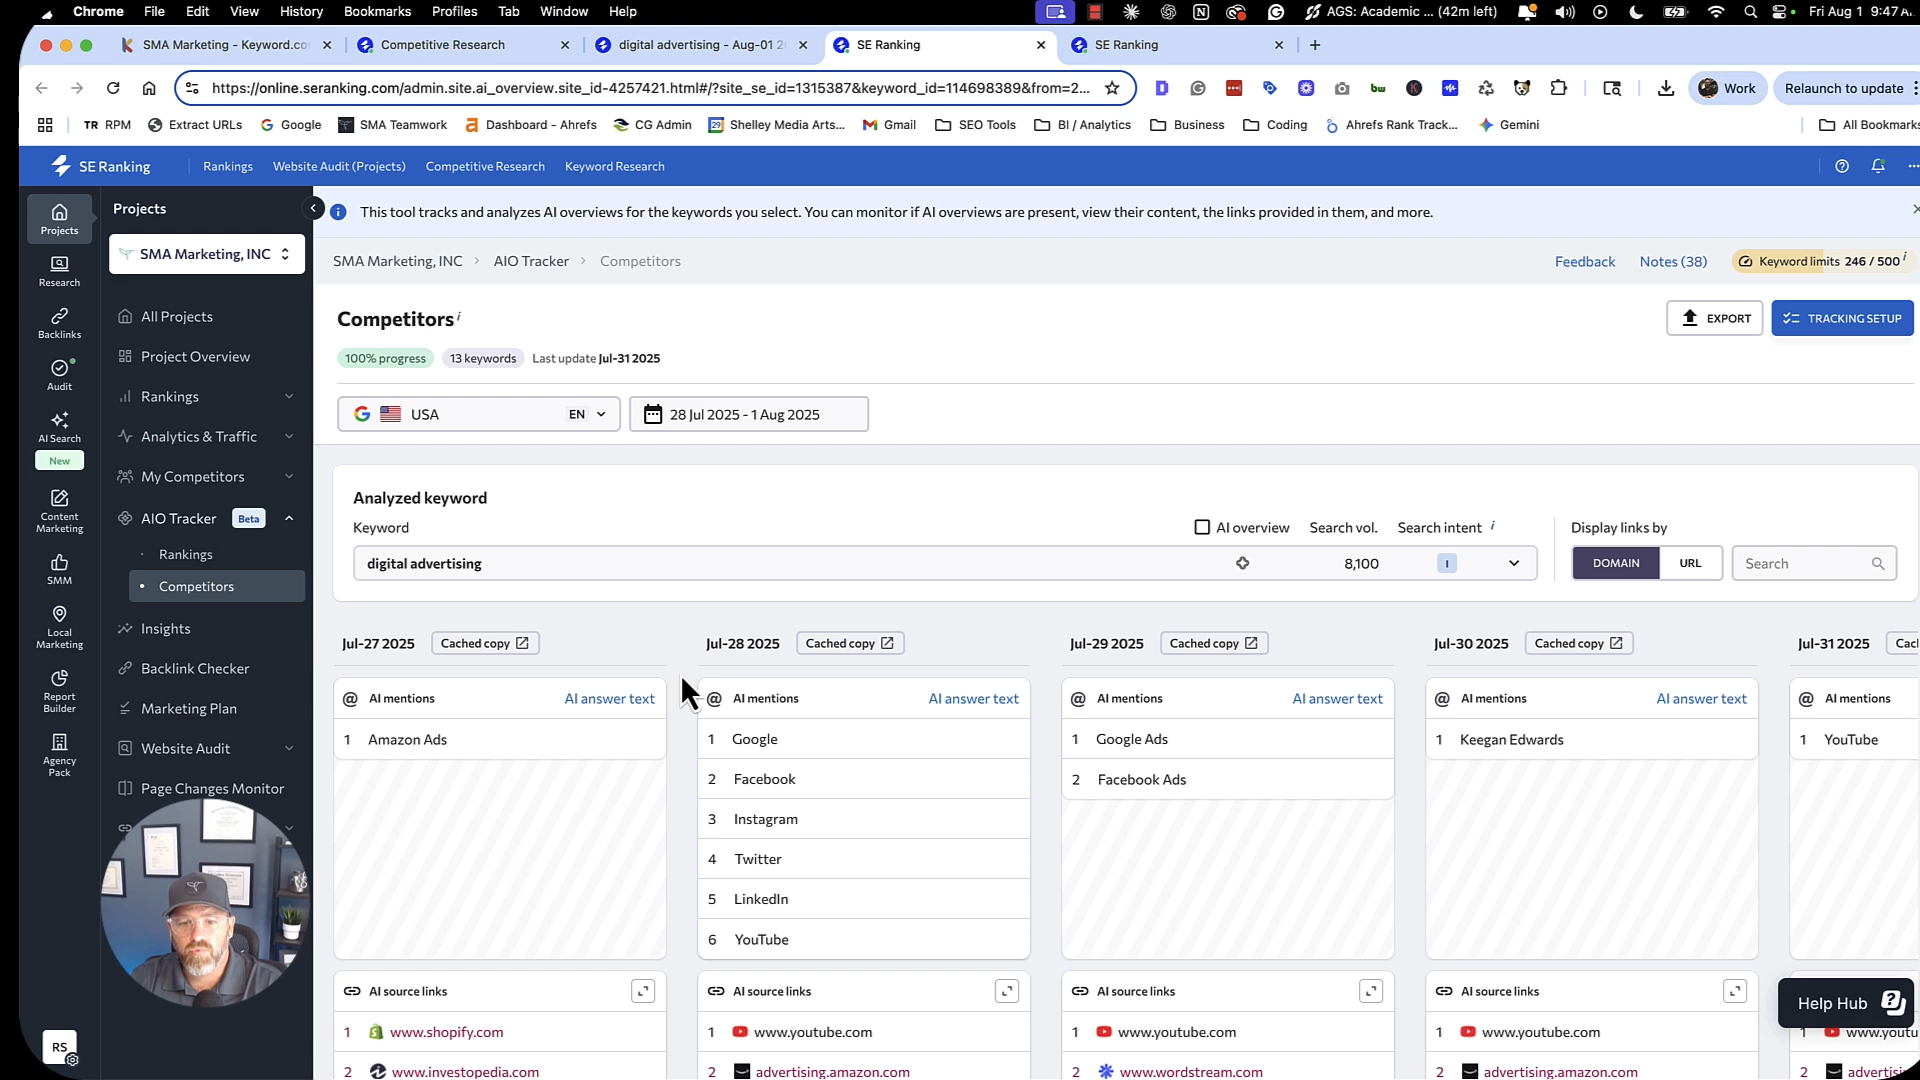 Chrome File Edit View History Bookmarks Profiles Tab Window Help AGS: Academic ... (42m left) Fri Aug 1 9:47
SMA Marketing - Keyword.co Competitive Research digital advertising - Aug-01 2 SE Ranking SE Ranking
https://online.seranking.com/admin.site.ai_overview.site_id-4257421.html#/?site_se_id=1315387&keyword_id=114698389&from=2... Work Relaunch to update
TR RPM Extract URLs Google SMA Teamwork Dashboard - Ahrefs CG Admin Shelley Media Arts... Gmail SEO Tools BI / Analytics Business Coding Ahrefs Rank Track... Gemini All Bookmarks
SE Ranking Rankings Website Audit (Projects) Competitive Research Keyword Research
Projects
Research
Backlinks
Audit
AI Search
New
Content
Marketing
SMM
Local
Marketing
Report
Builder
Agency
Pack
RS
Projects
SMA Marketing, INC
All Projects
Project Overview
Rankings
Analytics & Traffic
My Competitors
AIO Tracker Beta
Rankings
Competitors
Insights
Backlink Checker
Marketing Plan
Website Audit
Page Changes Monitor
This tool tracks and analyzes AI overviews for the keywords you select. You can monitor if AI overviews are present, view their content, the links provided in them, and more.
SMA Marketing, INC > AIO Tracker > Competitors Feedback Notes (38) Keyword limits 246 / 500 i
Competitors i EXPORT TRACKING SETUP
100% progress 13 keywords Last update Jul-31 2025
USA EN 28 Jul 2025 - 1 Aug 2025
Analyzed keyword
Keyword AI overview Search vol. Search intent i Display links by
digital advertising 8,100 I DOMAIN URL Search
Jul-27 2025 Cached copy Jul-28 2025 Cached copy Jul-29 2025 Cached copy Jul-30 2025 Cached copy Jul-31 2025
@ AI mentions AI answer text @ AI mentions AI answer text @ AI mentions AI answer text @ AI mentions AI answer text @ AI mentions
1 Amazon Ads 1 Google 1 Google Ads 1 Keegan Edwards 1 YouTube
2 Facebook 2 Facebook Ads
3 Instagram
4 Twitter
5 LinkedIn
6 YouTube
AI source links AI source links AI source links AI source links
Help Hub
1 www.shopify.com 1 www.youtube.com 1 www.youtube.com 1 www.youtube.com 1
2 www.investopedia.com 2 advertising.amazon.com 2 www.wordstream.com 2 advertising.amazon.com 2